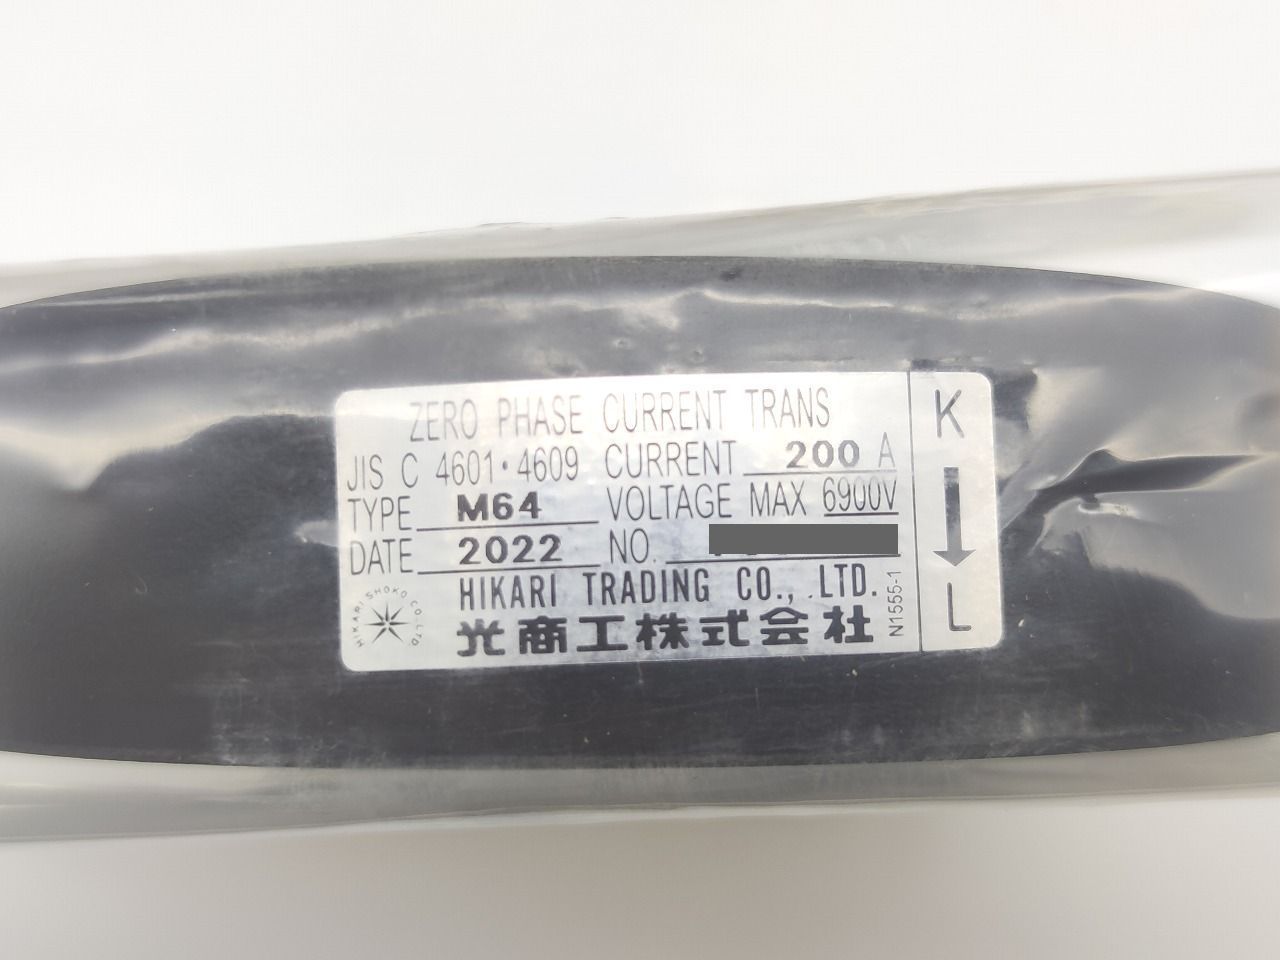 ZERO PHASE CURRENT TRANS
JIS C 4601・4609 CURRENT 200 A
TYPE M64 VOLTAGE MAX 6900V
DATE 2022 NO.
HIKARI TRADING CO., LTD.
光商工株式会社
HIKARI SHOKO CO. LTD
N1555-1
K
L